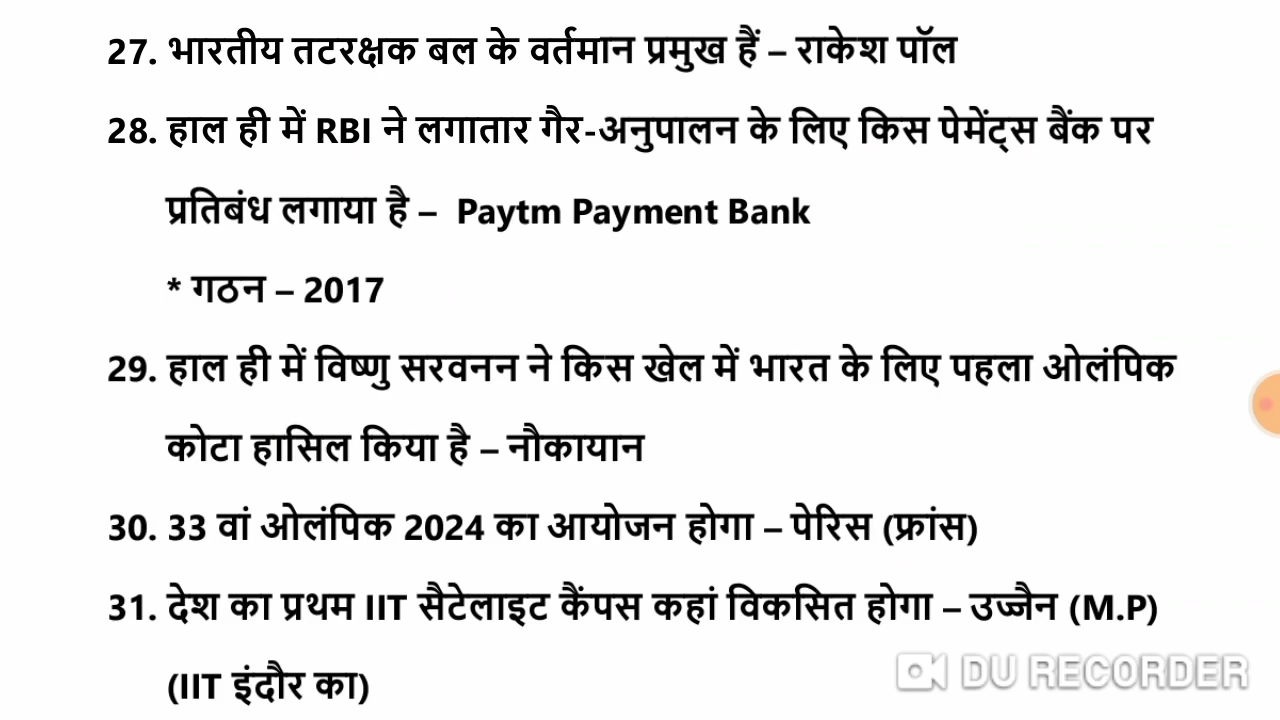 27. भारतीय तटरक्षक बल के वर्तमान प्रमुख हैं – राकेश पॉल
28. हाल ही में RBI ने लगातार गैर-अनुपालन के लिए किस पेमेंट्स बैंक पर
प्रतिबंध लगाया है – Paytm Payment Bank
* गठन – 2017
29. हाल ही में विष्णु सरवनन ने किस खेल में भारत के लिए पहला ओलंपिक
कोटा हासिल किया है – नौकायान
30. 33 वां ओलंपिक 2024 का आयोजन होगा – पेरिस (फ्रांस)
31. देश का प्रथम IIT सैटेलाइट कैंपस कहां विकसित होगा – उज्जैन (M.P)
(IIT इंदौर का)
DU RECORDER